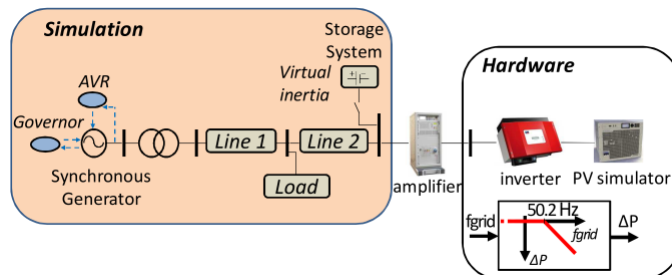 Simulation
Storage
System
AVR
Virtual
inertia
Hardware
Governor
Line 1
Line 2
Synchronous
Generator
Load
amplifier
inverter
PV simulator
50.2 Hz
fgrid
fgrid
ΔP
ΔP